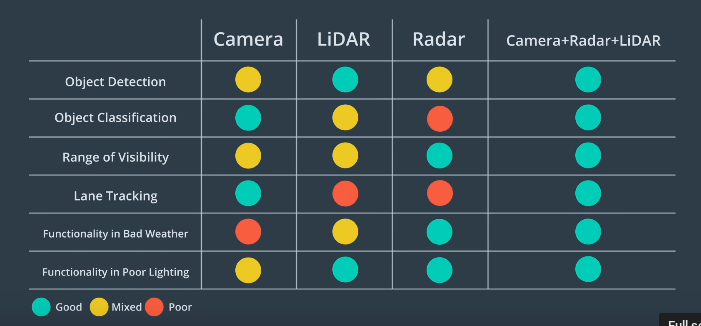 Camera LiDAR Radar Camera+Radar+LiDAR
Object Detection
Object Classification
Range of Visibility
Lane Tracking
Functionality in Bad Weather
Functionality in Poor Lighting
Good Mixed Poor
Full